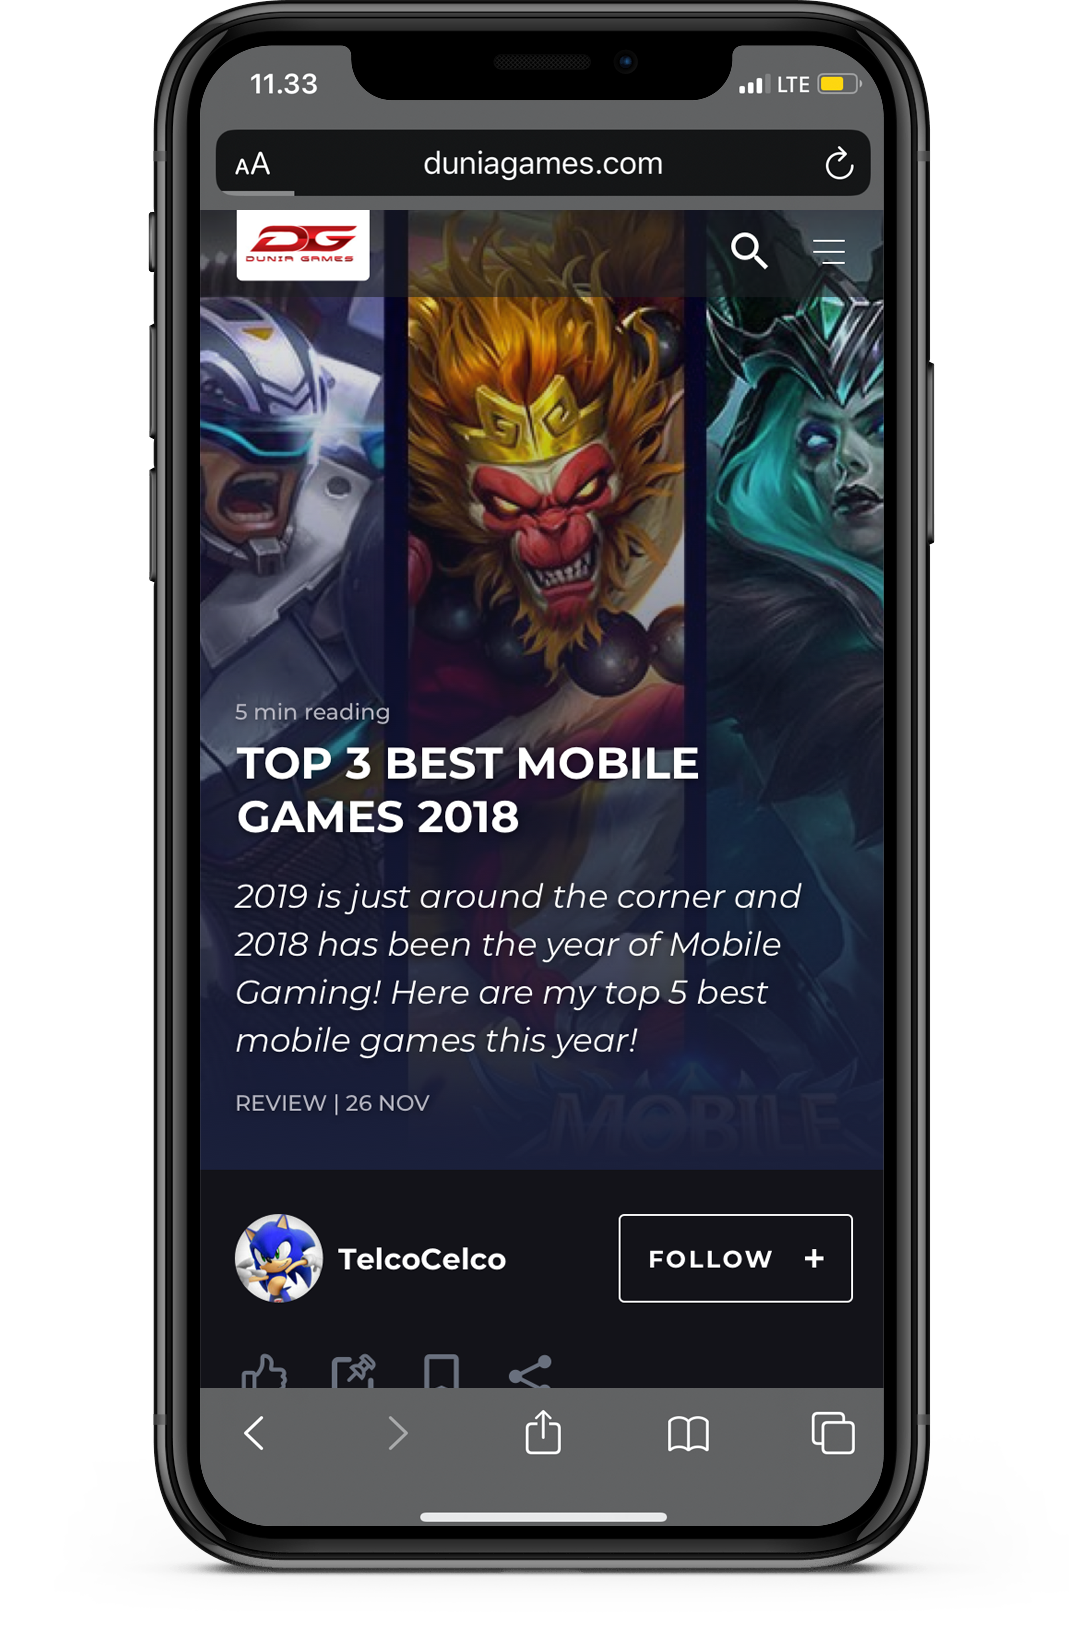 11.33
LTE
AA
duniagames.com
DG
DUNIA GAMES
5 min reading
TOP 3 BEST MOBILE
GAMES 2018
2019 is just around the corner and
2018 has been the year of Mobile
Gaming! Here are my top 5 best
mobile games this year!
REVIEW | 26 NOV
MOBILE
TelcoCelco
FOLLOW +